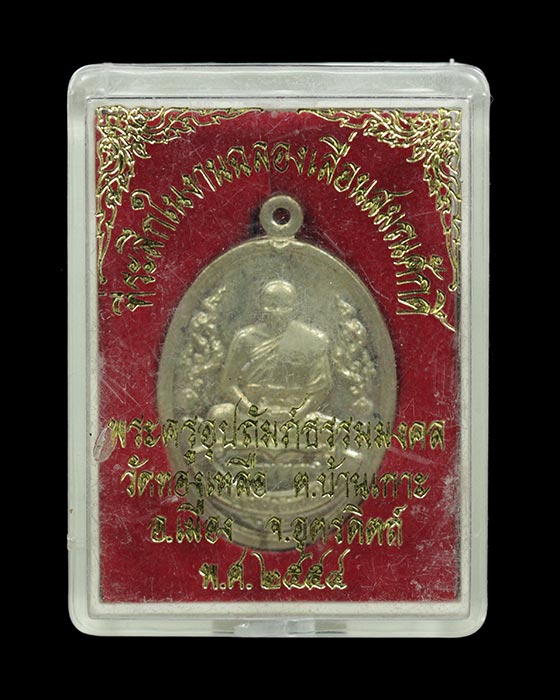 ที่ระลึกในงานฉลองเลื่อนสมณศักดิ์
พระครูอุปถัมภ์ธรรมมงคล
วัดทองเหลือ ต.บ้านเกาะ
อ.เมือง จ.อุตรดิตถ์
พ.ศ. ๒๕๕๔